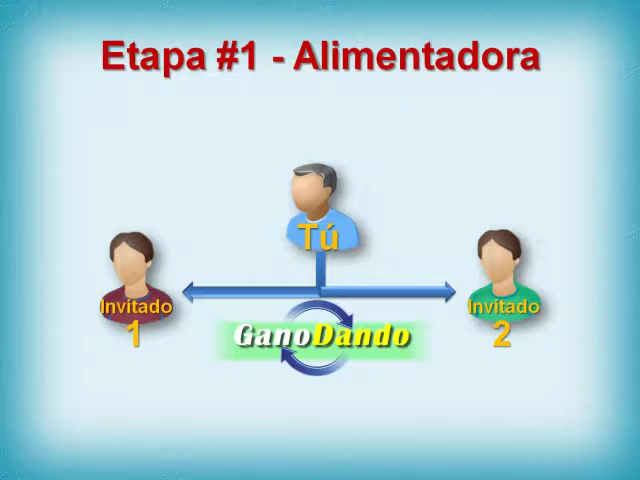 Etapa #1 - Alimentadora
Tú
Invitado
1
Invitado
2
GanoDando